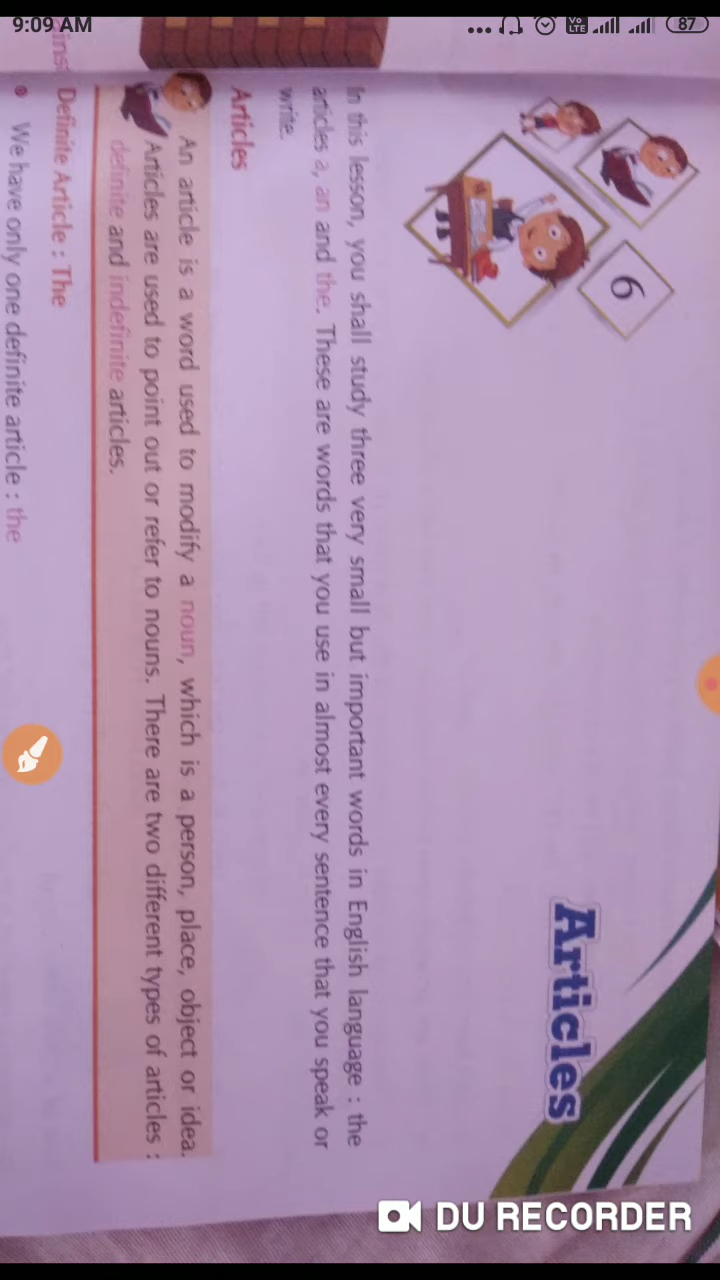 9:09 AM
Vo
LTE
87
6
Articles
In this lesson, you shall study three very small but important words in English language : the
articles a, an and the. These are words that you use in almost every sentence that you speak or
write.
Articles
An article is a word used to modify a noun, which is a person, place, object or idea.
Articles are used to point out or refer to nouns. There are two different types of articles :
definite and indefinite articles.
Definite Article : The
We have only one definite article : the
DU RECORDER